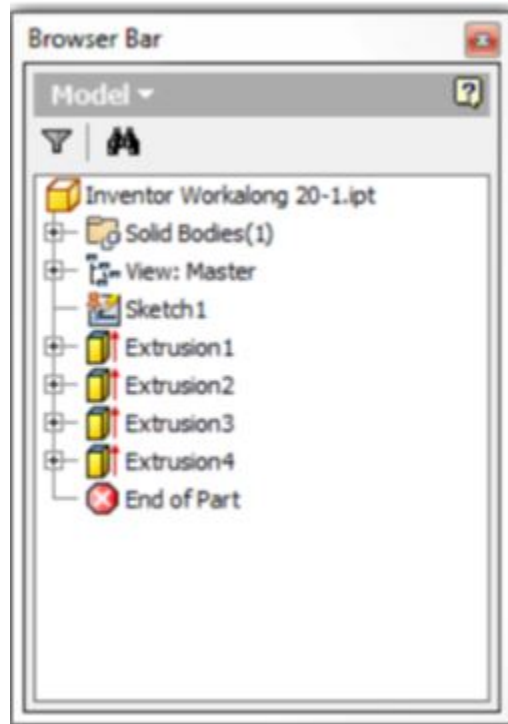 Browser Bar
Model
Inventor Workalong 20-1.ipt
Solid Bodies(1)
View: Master
Sketch1
Extrusion1
Extrusion2
Extrusion3
Extrusion4
End of Part